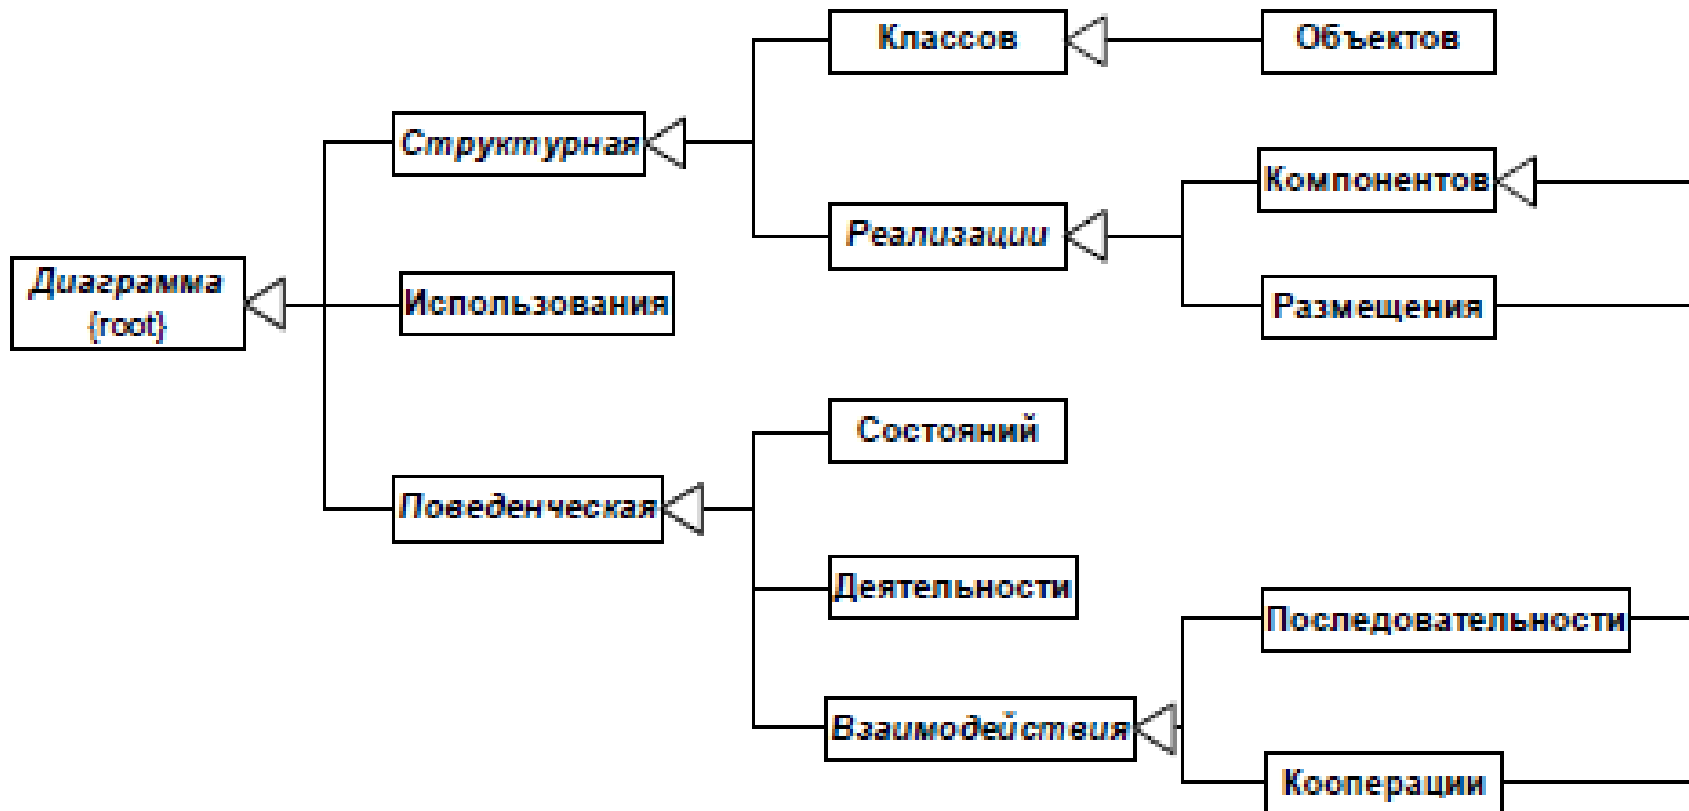 Классов
Объектов
Структурная
Компонентов
Реализации
Диаграмма
{root}
Использования
Размещения
Состояний
Поведенческая
Деятельности
Последовательности
Взаимодействия
Кооперации